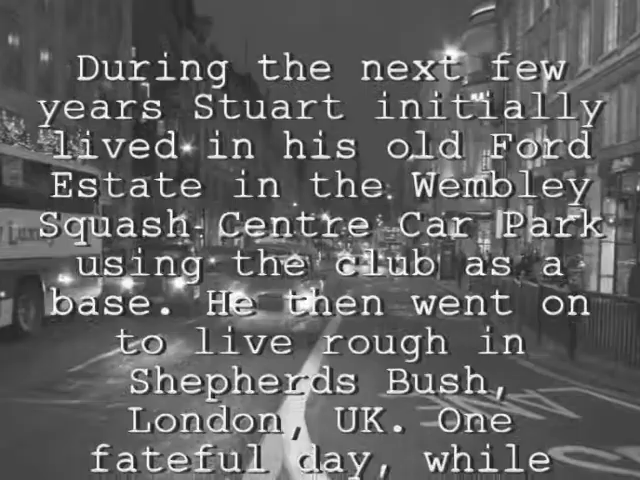 During the next few
years Stuart initially
lived in his old Ford
Estate in the Wembley
Squash Centre Car Park
using the club as a
base. He then went on
to live rough in
Shepherds Bush,
London, UK. One
fateful day, while